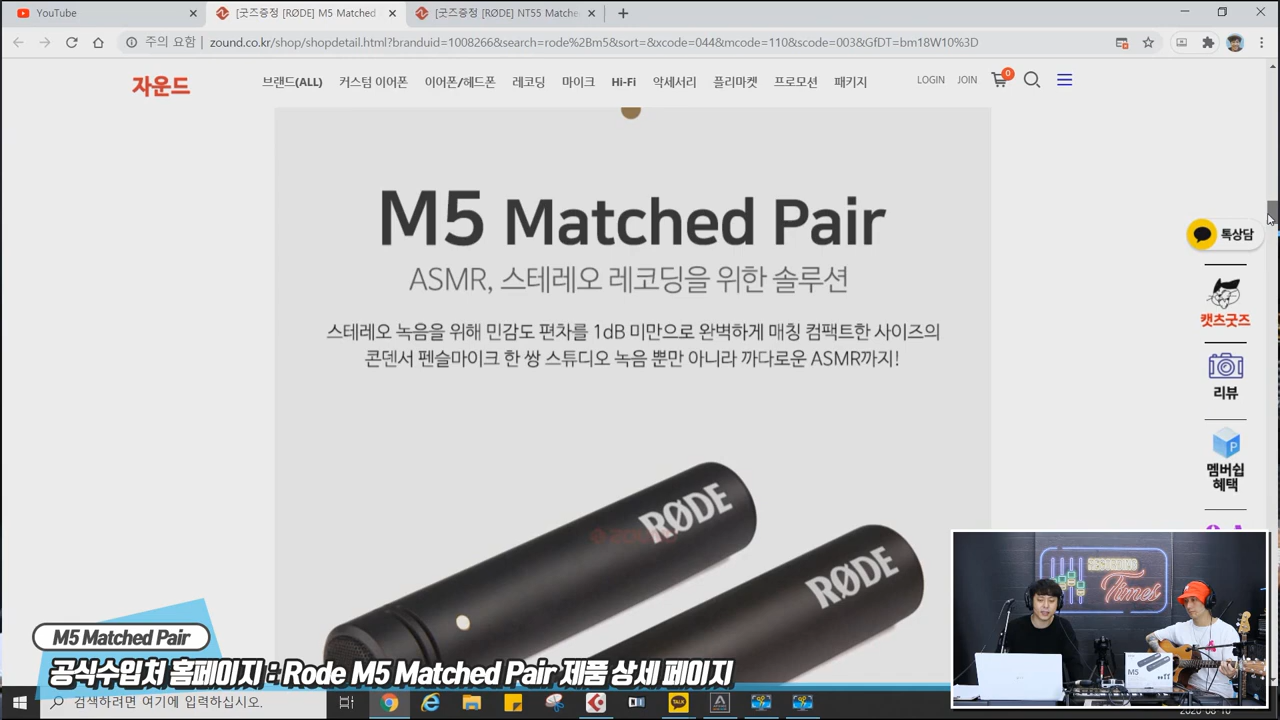 YouTube
[굿즈증정 [RØDE] M5 Matched
[굿즈증정 [RØDE] NT55 Matche
주의 요함
zound.co.kr/shop/shopdetail.html?branduid=1008266&search=rode%2Bm5&sort=&xcode=044&mcode=110&scode=003&GfDT=bm18W10%3D
자운드
브랜드(ALL) 커스텀 이어폰 이어폰/헤드폰 레코딩 마이크 Hi-Fi 악세서리 플리마켓 프로모션 패키지
LOGIN JOIN 0
M5 Matched Pair
ASMR, 스테레오 레코딩을 위한 솔루션
스테레오 녹음을 위해 민감도 편차를 1dB 미만으로 완벽하게 매칭 컴팩트한 사이즈의
콘덴서 펜슬마이크 한 쌍 스튜디오 녹음 뿐만 아니라 까다로운 ASMR까지!
톡상담
캣츠굿즈
리뷰
P
멤버쉽
혜택
RØDE
RØDE
Times
M5
M5 Matched Pair
공식수입처 홈페이지 : Rode M5 Matched Pair 제품 상세 페이지
검색하려면 여기에 입력하십시오.
TALK